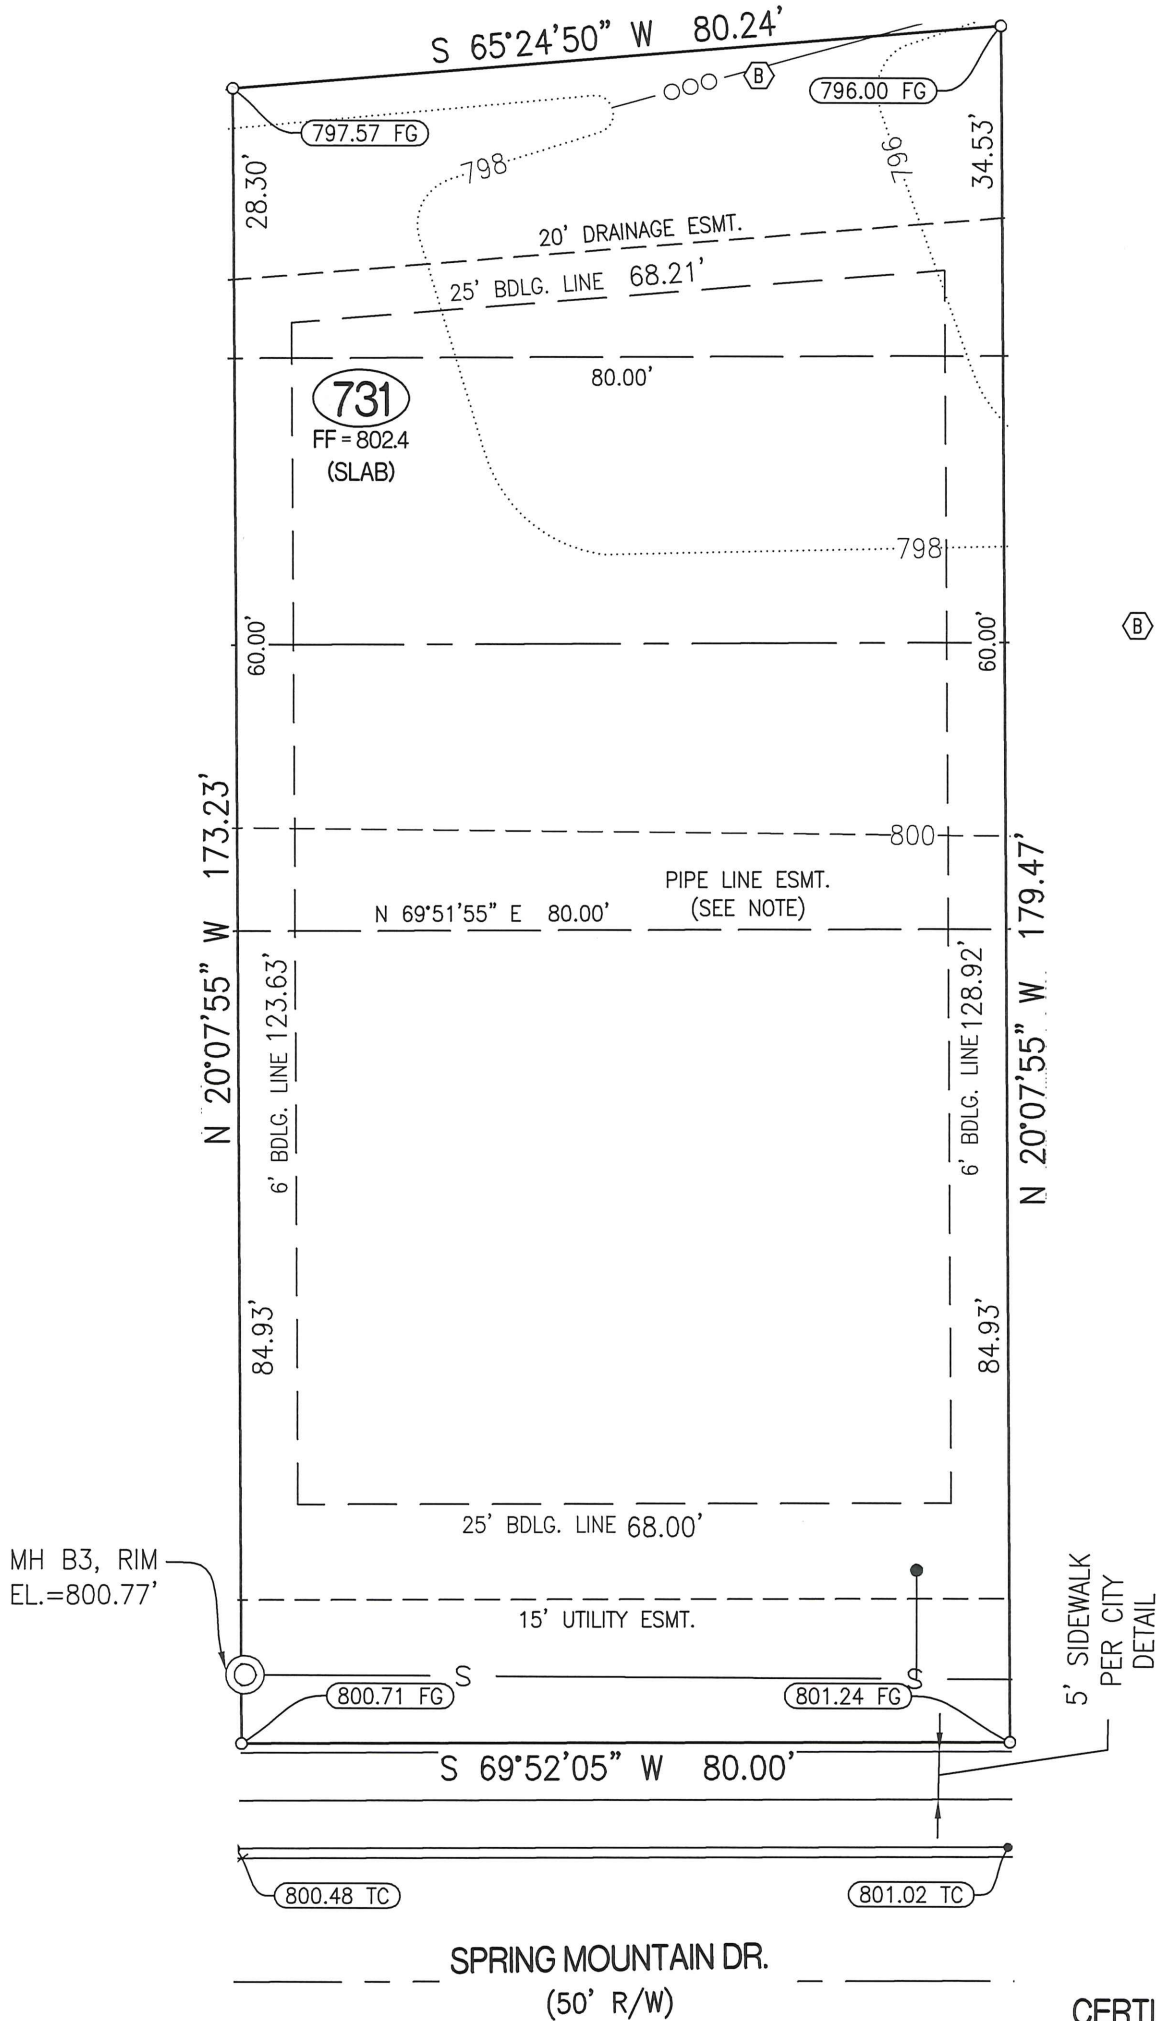 S 65°24'50" W 80.24'
B
796.00 FG
797.57 FG
28.30'
34.53'
798
796
20' DRAINAGE ESMT.
25' BDLG. LINE 68.21'
80.00'
731
FF = 802.4
(SLAB)
798
60.00'
60.00'
B
800
PIPE LINE ESMT.
(SEE NOTE)
N 69°51'55" E 80.00'
N 20°07'55" W 173.23'
N 20°07'55" W 179.47'
6' BDLG. LINE 123.63'
6' BDLG. LINE 128.92'
84.93'
84.93'
25' BDLG. LINE 68.00'
MH B3, RIM
EL.=800.77'
15' UTILITY ESMT.
5' SIDEWALK
PER CITY
DETAIL
S
S
800.71 FG
801.24 FG
S 69°52'05" W 80.00'
800.48 TC
801.02 TC
SPRING MOUNTAIN DR.
(50' R/W)
CERTI